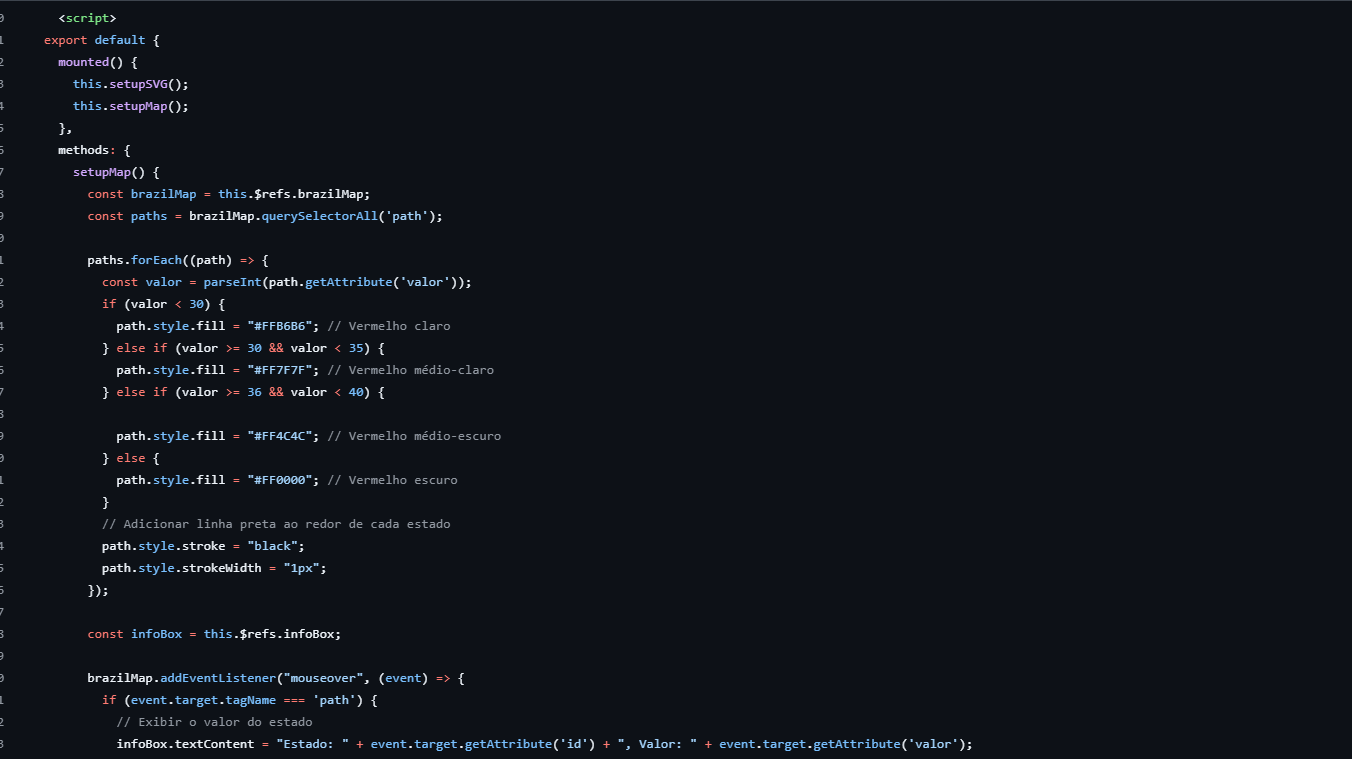 0 <script>
1 export default {
2 mounted() {
3 this.setupSVG();
4 this.setupMap();
5 },
6 methods: {
7 setupMap() {
8 const brazilMap = this.$refs.brazilMap;
9 const paths = brazilMap.querySelectorAll('path');
0
1 paths.forEach((path) => {
2 const valor = parseInt(path.getAttribute('valor'));
3 if (valor < 30) {
4 path.style.fill = "#FFB6B6"; // Vermelho claro
5 } else if (valor >= 30 && valor < 35) {
6 path.style.fill = "#FF7F7F"; // Vermelho médio-claro
7 } else if (valor >= 36 && valor < 40) {
8
9 path.style.fill = "#FF4C4C"; // Vermelho médio-escuro
0 } else {
1 path.style.fill = "#FF0000"; // Vermelho escuro
2 }
3 // Adicionar linha preta ao redor de cada estado
4 path.style.stroke = "black";
5 path.style.strokeWidth = "1px";
6 });
7
8 const infoBox = this.$refs.infoBox;
9
0 brazilMap.addEventListener("mouseover", (event) => {
1 if (event.target.tagName === 'path') {
2 // Exibir o valor do estado
3 infoBox.textContent = "Estado: " + event.target.getAttribute('id') + ", Valor: " + event.target.getAttribute('valor');